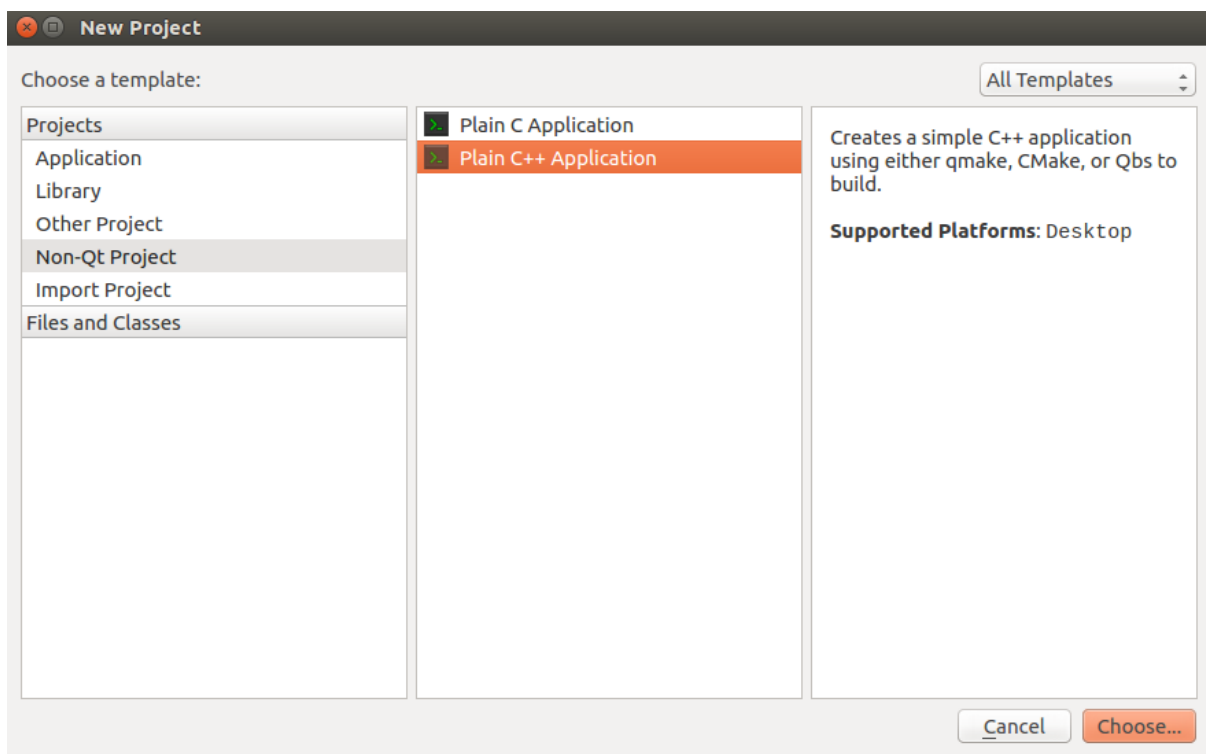 New Project
Choose a template:
All Templates
Projects
Application
Library
Other Project
Non-Qt Project
Import Project
Files and Classes
Plain C Application
Plain C++ Application
Creates a simple C++ application
using either qmake, CMake, or Qbs to
build.
Supported Platforms: Desktop
Cancel
Choose...